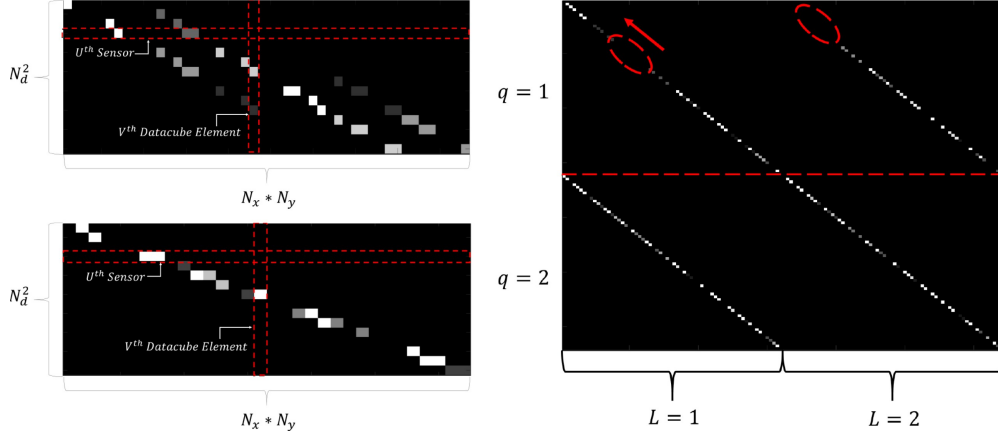 $N_d^2$
$U^{th}$ Sensor
$V^{th}$ Datacube Element
$N_x * N_y$
$N_d^2$
$U^{th}$ Sensor
$V^{th}$ Datacube Element
$N_x * N_y$
$q = 1$
$q = 2$
$L = 1$
$L = 2$